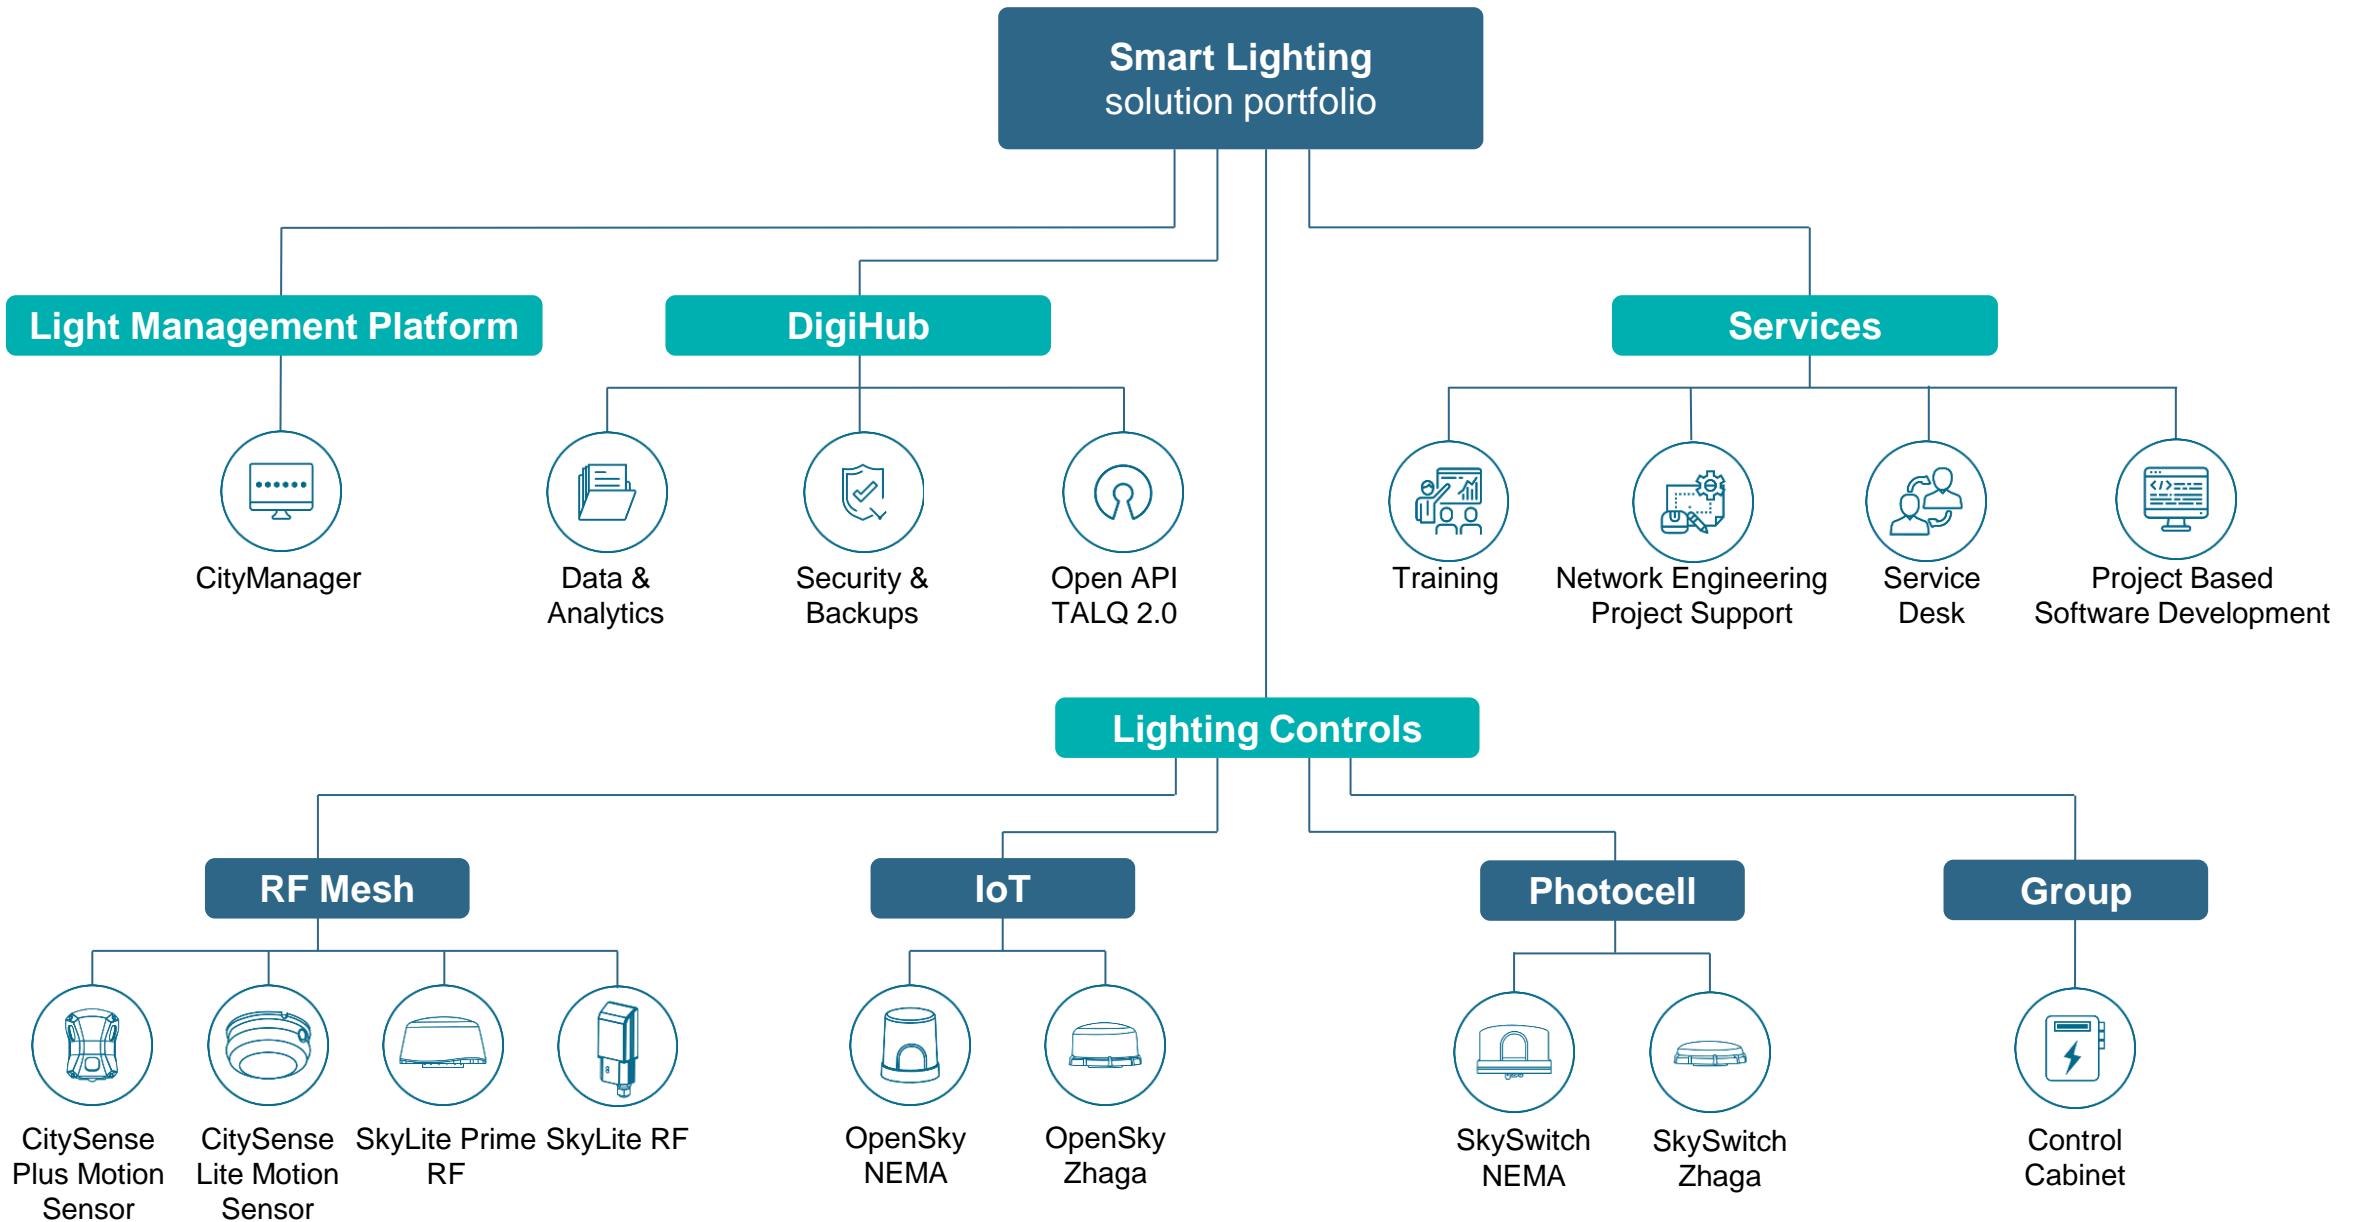 Smart Lighting
solution portfolio
Light Management Platform
DigiHub
Services
CityManager
Data &
Analytics
Security &
Backups
Open API
TALQ 2.0
Training
Network Engineering
Project Support
Service
Desk
Project Based
Software Development
Lighting Controls
RF Mesh
IoT
Photocell
Group
CitySense
Plus Motion
Sensor
CitySense
Lite Motion
Sensor
SkyLite Prime
RF
SkyLite RF
OpenSky
NEMA
OpenSky
Zhaga
SkySwitch
NEMA
SkySwitch
Zhaga
Control
Cabinet